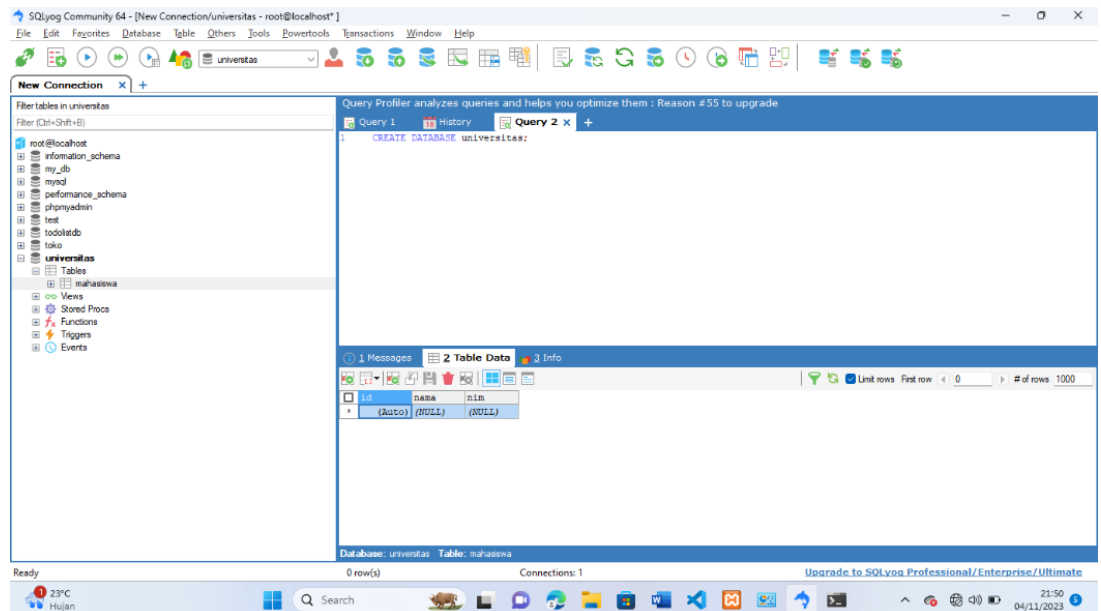 SQLyog Community 64 - [New Connection/universitas - root@localhost*]
File Edit Favorites Database Table Others Tools Powertools Transactions Window Help
universitas
New Connection x +
Filter tables in universitas
Filter (Ctrl+Shift+B)
root@localhost
information_schema
my_db
mysql
performance_schema
phpmyadmin
test
todolistdb
toko
universitas
Tables
mahasiswa
Views
Stored Procs
Functions
Triggers
Events
Query Profiler analyzes queries and helps you optimize them : Reason #55 to upgrade
Query 1 History Query 2 x +
1 CREATE DATABASE universitas;
1 Messages 2 Table Data 3 Info
Limit rows First row 0 # of rows 1000
id nama nim
* (Auto) (NULL) (NULL)
Database: universitas Table: mahasiswa
Ready 0 row(s) Connections: 1 Upgrade to SQLyog Professional/Enterprise/Ultimate
1 23°C
Hujan
Search
21:50
04/11/2023
5